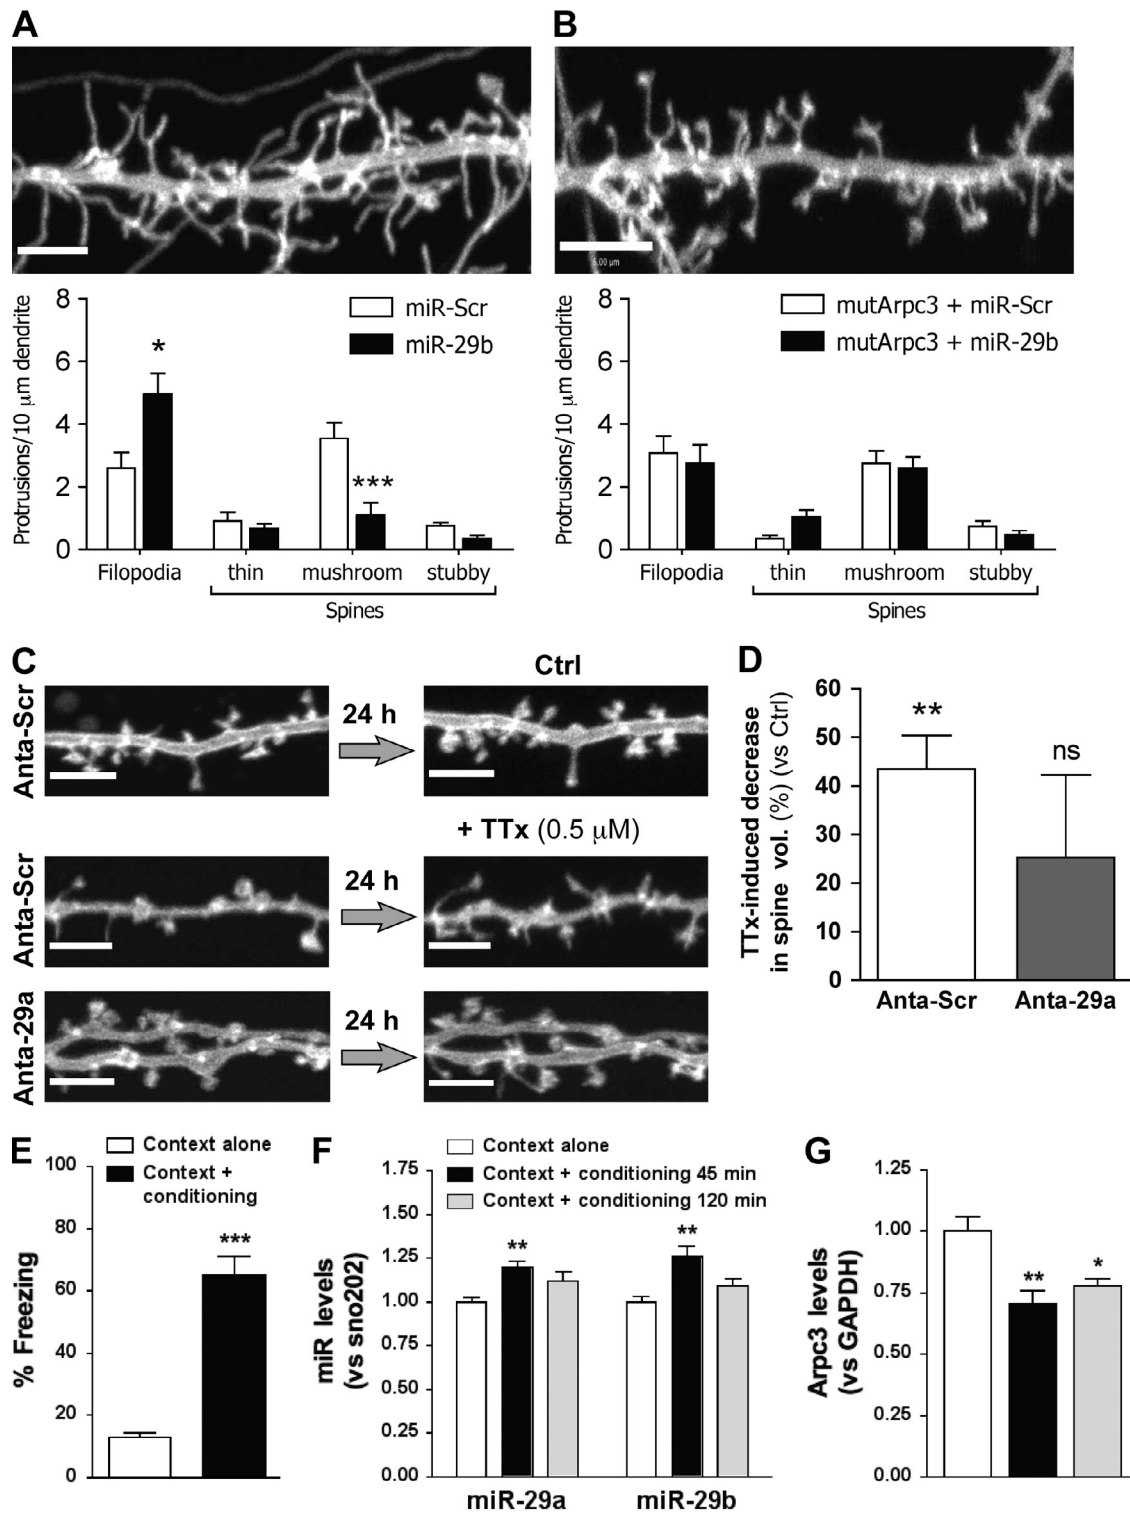 A
B
5.00 µm
8
6
4
2
0
Protrusions/10 µm dendrite
miR-Scr
miR-29b
*
***
Filopodia
thin
mushroom
stubby
Spines
8
6
4
2
0
Protrusions/10 µm dendrite
mutArpc3 + miR-Scr
mutArpc3 + miR-29b
Filopodia
thin
mushroom
stubby
Spines
C
Ctrl
Anta-Scr
24 h
+ TTx (0.5 µM)
Anta-Scr
24 h
Anta-29a
24 h
D
TTx-induced decrease
in spine vol. (%) (vs Ctrl)
60
50
40
30
20
10
0
**
ns
Anta-Scr
Anta-29a
E
Context alone
Context +
conditioning
% Freezing
100
80
60
40
20
0
***
F
Context alone
Context + conditioning 45 min
Context + conditioning 120 min
miR levels
(vs sno202)
1.75
1.50
1.25
1.00
0.75
0.50
0.25
0.00
**
**
miR-29a
miR-29b
G
Arpc3 levels
(vs GAPDH)
1.25
1.00
0.75
0.50
0.25
0.00
**
*